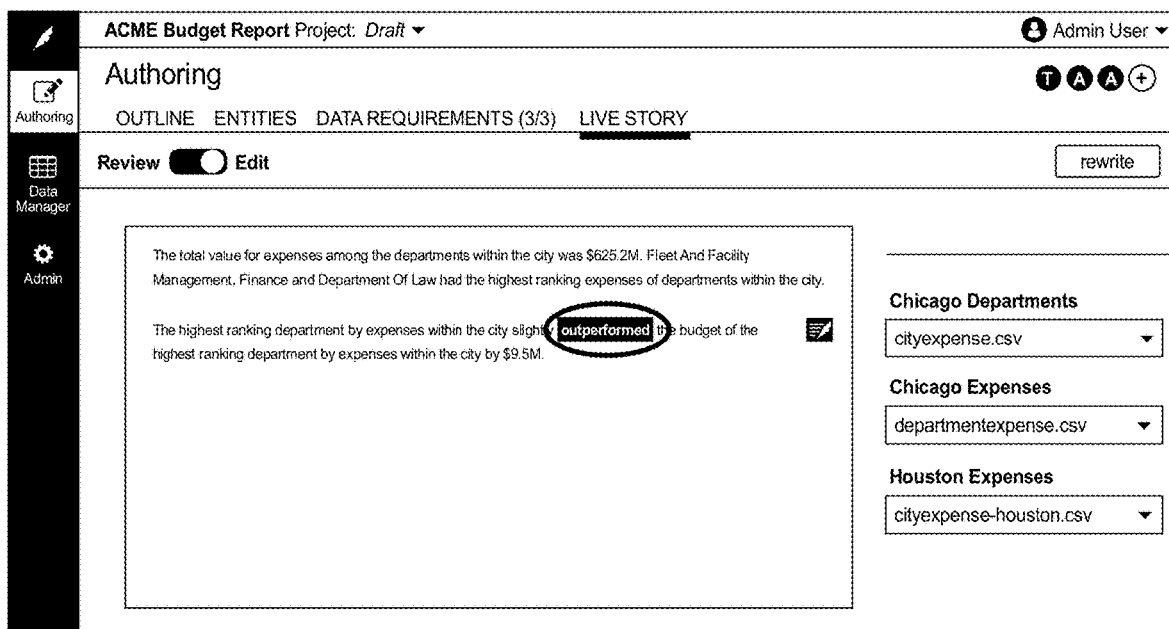 ACME Budget Report Project: Draft
Admin User
Authoring
Authoring
T A A +
OUTLINE ENTITIES DATA REQUIREMENTS (3/3) LIVE STORY
Review Edit
rewrite
Data
Manager
Admin
The total value for expenses among the departments within the city was $625.2M. Fleet And Facility
Management, Finance and Department Of Law had the highest ranking expenses of departments within the city.
The highest ranking department by expenses within the city slightly outperformed the budget of the
highest ranking department by expenses within the city by $9.5M.
Chicago Departments
cityexpense.csv
Chicago Expenses
departmentexpense.csv
Houston Expenses
cityexpense-houston.csv